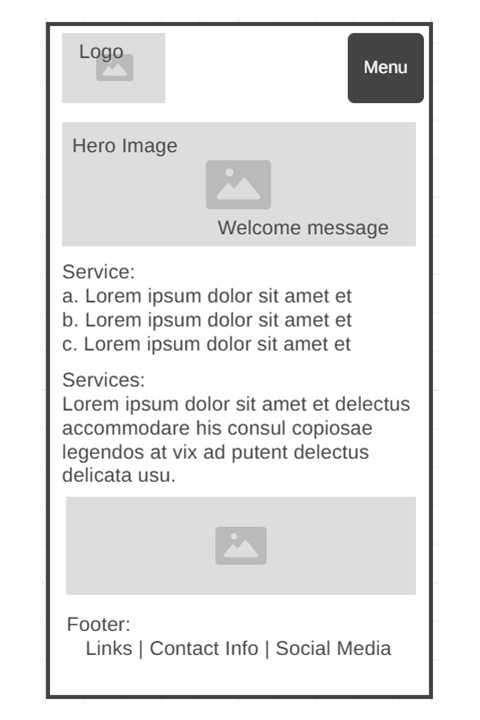 Logo
Menu
Hero Image
Welcome message
Service:
a. Lorem ipsum dolor sit amet et
b. Lorem ipsum dolor sit amet et
c. Lorem ipsum dolor sit amet et
Services:
Lorem ipsum dolor sit amet et delectus
accommodare his consul copiosae
legendos at vix ad putent delectus
delicata usu.
Footer:
Links | Contact Info | Social Media